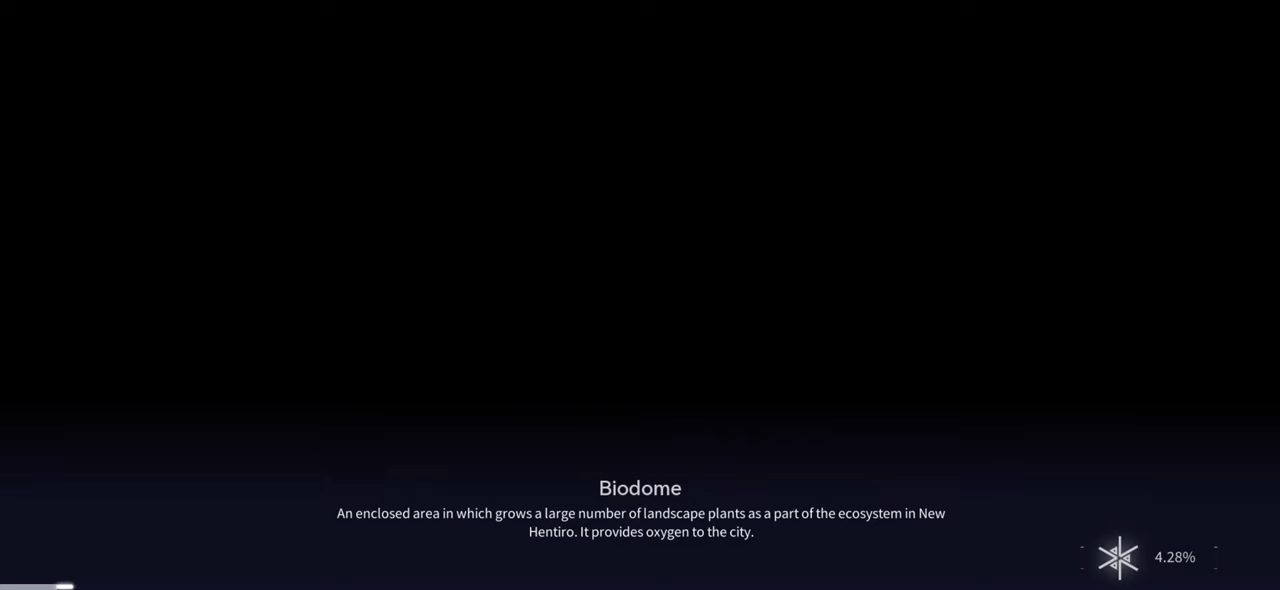 Biodome
An enclosed area in which grows a large number of landscape plants as a part of the ecosystem in New
Hentiro. It provides oxygen to the city.
4.28%